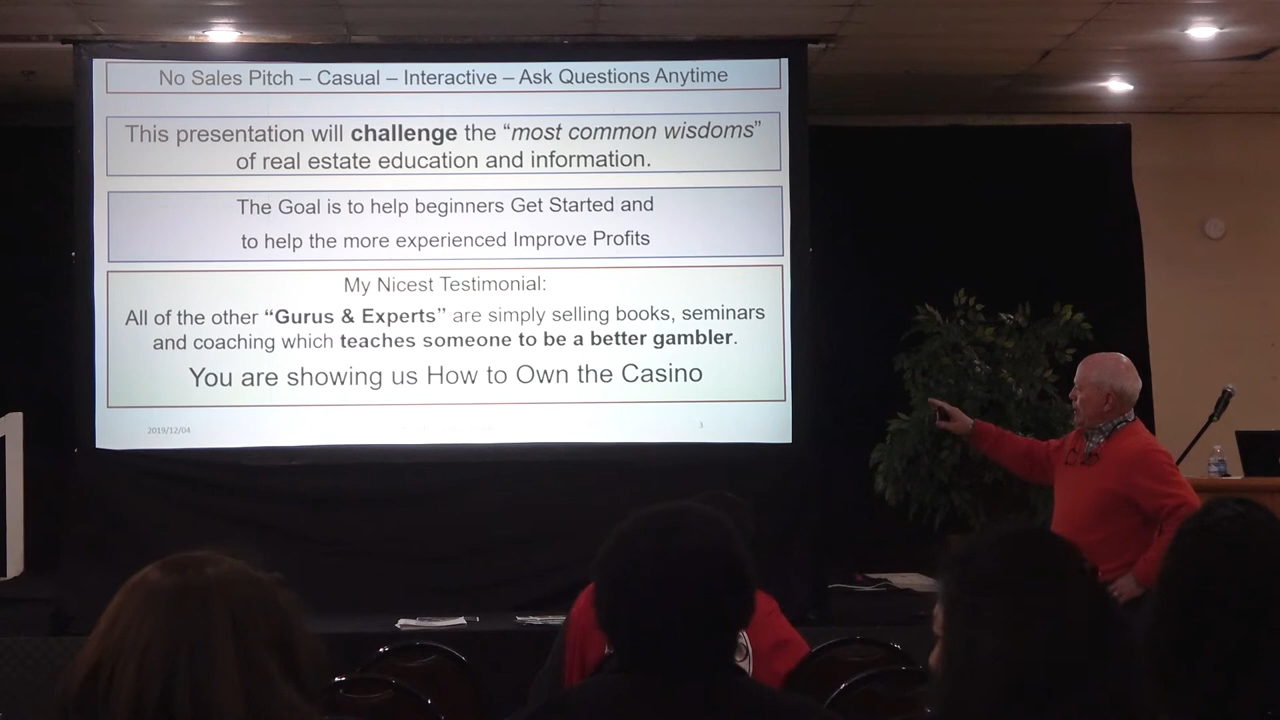 No Sales Pitch – Casual – Interactive – Ask Questions Anytime
This presentation will challenge the “most common wisdoms”
of real estate education and information.
The Goal is to help beginners Get Started and
to help the more experienced Improve Profits
My Nicest Testimonial:
All of the other “Gurus & Experts” are simply selling books, seminars
and coaching which teaches someone to be a better gambler.
You are showing us How to Own the Casino
2019/12/04
3